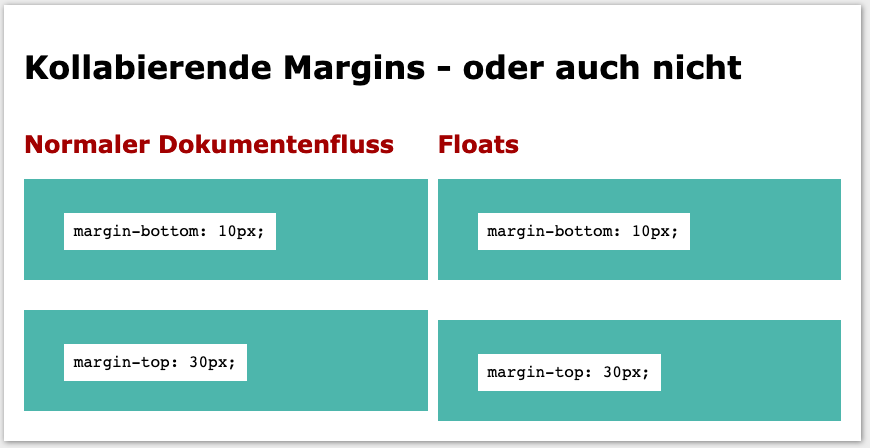 Kollabierende Margins - oder auch nicht
Normaler Dokumentenfluss
margin-bottom: 10px;
margin-top: 30px;
Floats
margin-bottom: 10px;
margin-top: 30px;